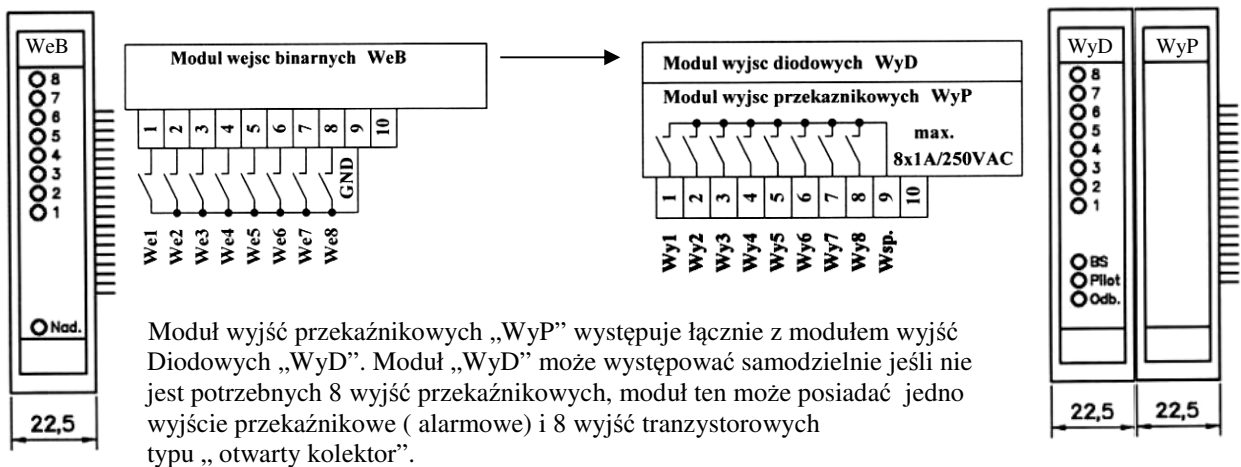 WeB
8
7
6
5
4
3
2
1
Nad.
22,5
Modul wejsc binarnych WeB
1 2 3 4 5 6 7 8 9 10
GND
We1 We2 We3 We4 We5 We6 We7 We8
Modul wyjsc diodowych WyD
Modul wyjsc przekaznikowych WyP
max.
8x1A/250VAC
1 2 3 4 5 6 7 8 9 10
Wy1 Wy2 Wy3 Wy4 Wy5 Wy6 Wy7 Wy8 Wsp.
WyD WyP
8
7
6
5
4
3
2
1
BS
Pilot
Odb.
22,5 22,5
Moduł wyjść przekaźnikowych „WyP” występuje łącznie z modułem wyjść
Diodowych „WyD”. Moduł „WyD” może występować samodzielnie jeśli nie
jest potrzebnych 8 wyjść przekaźnikowych, moduł ten może posiadać jedno
wyjście przekaźnikowe ( alarmowe) i 8 wyjść tranzystorowych
typu „ otwarty kolektor”.